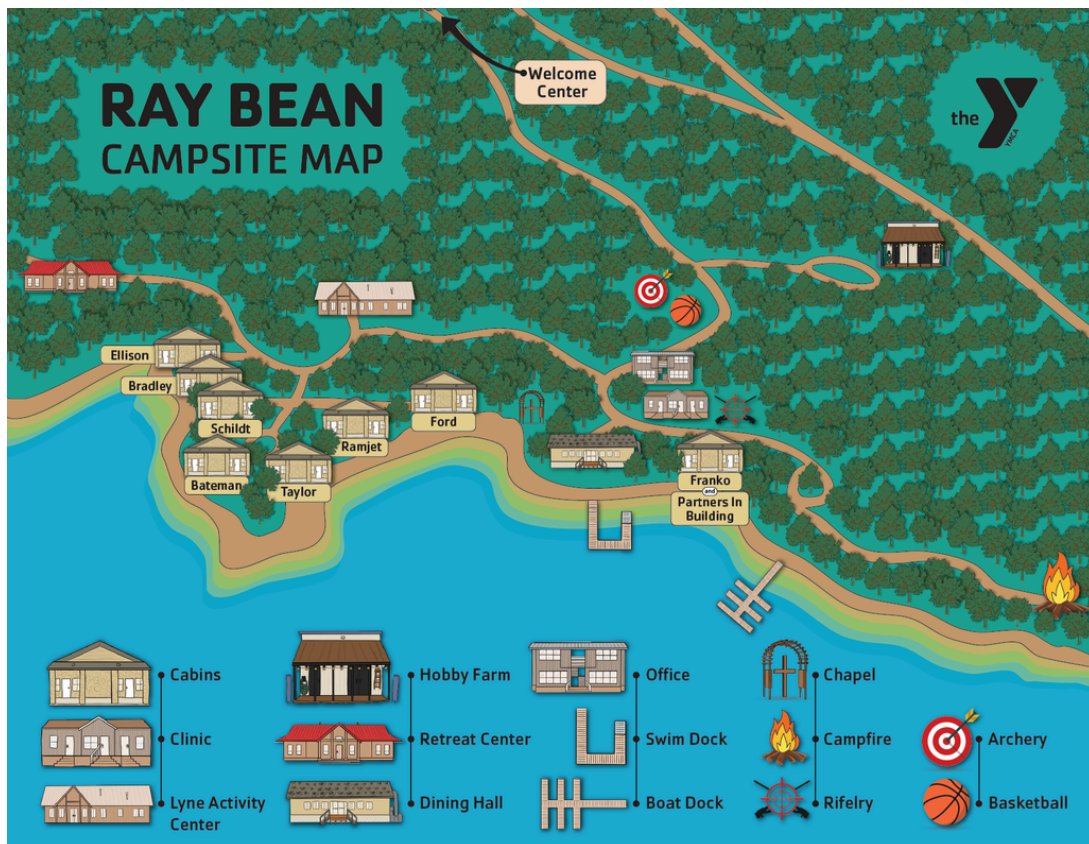 Welcome
Center
RAY BEAN
CAMPSITE MAP
the
YMCA
Ellison
Bradley
Schildt
Ford
Ramjet
Bateman
Taylor
Franko
and
Partners In
Building
Cabins
Clinic
Lyne Activity
Center
Hobby Farm
Retreat Center
Dining Hall
Office
Swim Dock
Boat Dock
Chapel
Campfire
Rifelry
Archery
Basketball